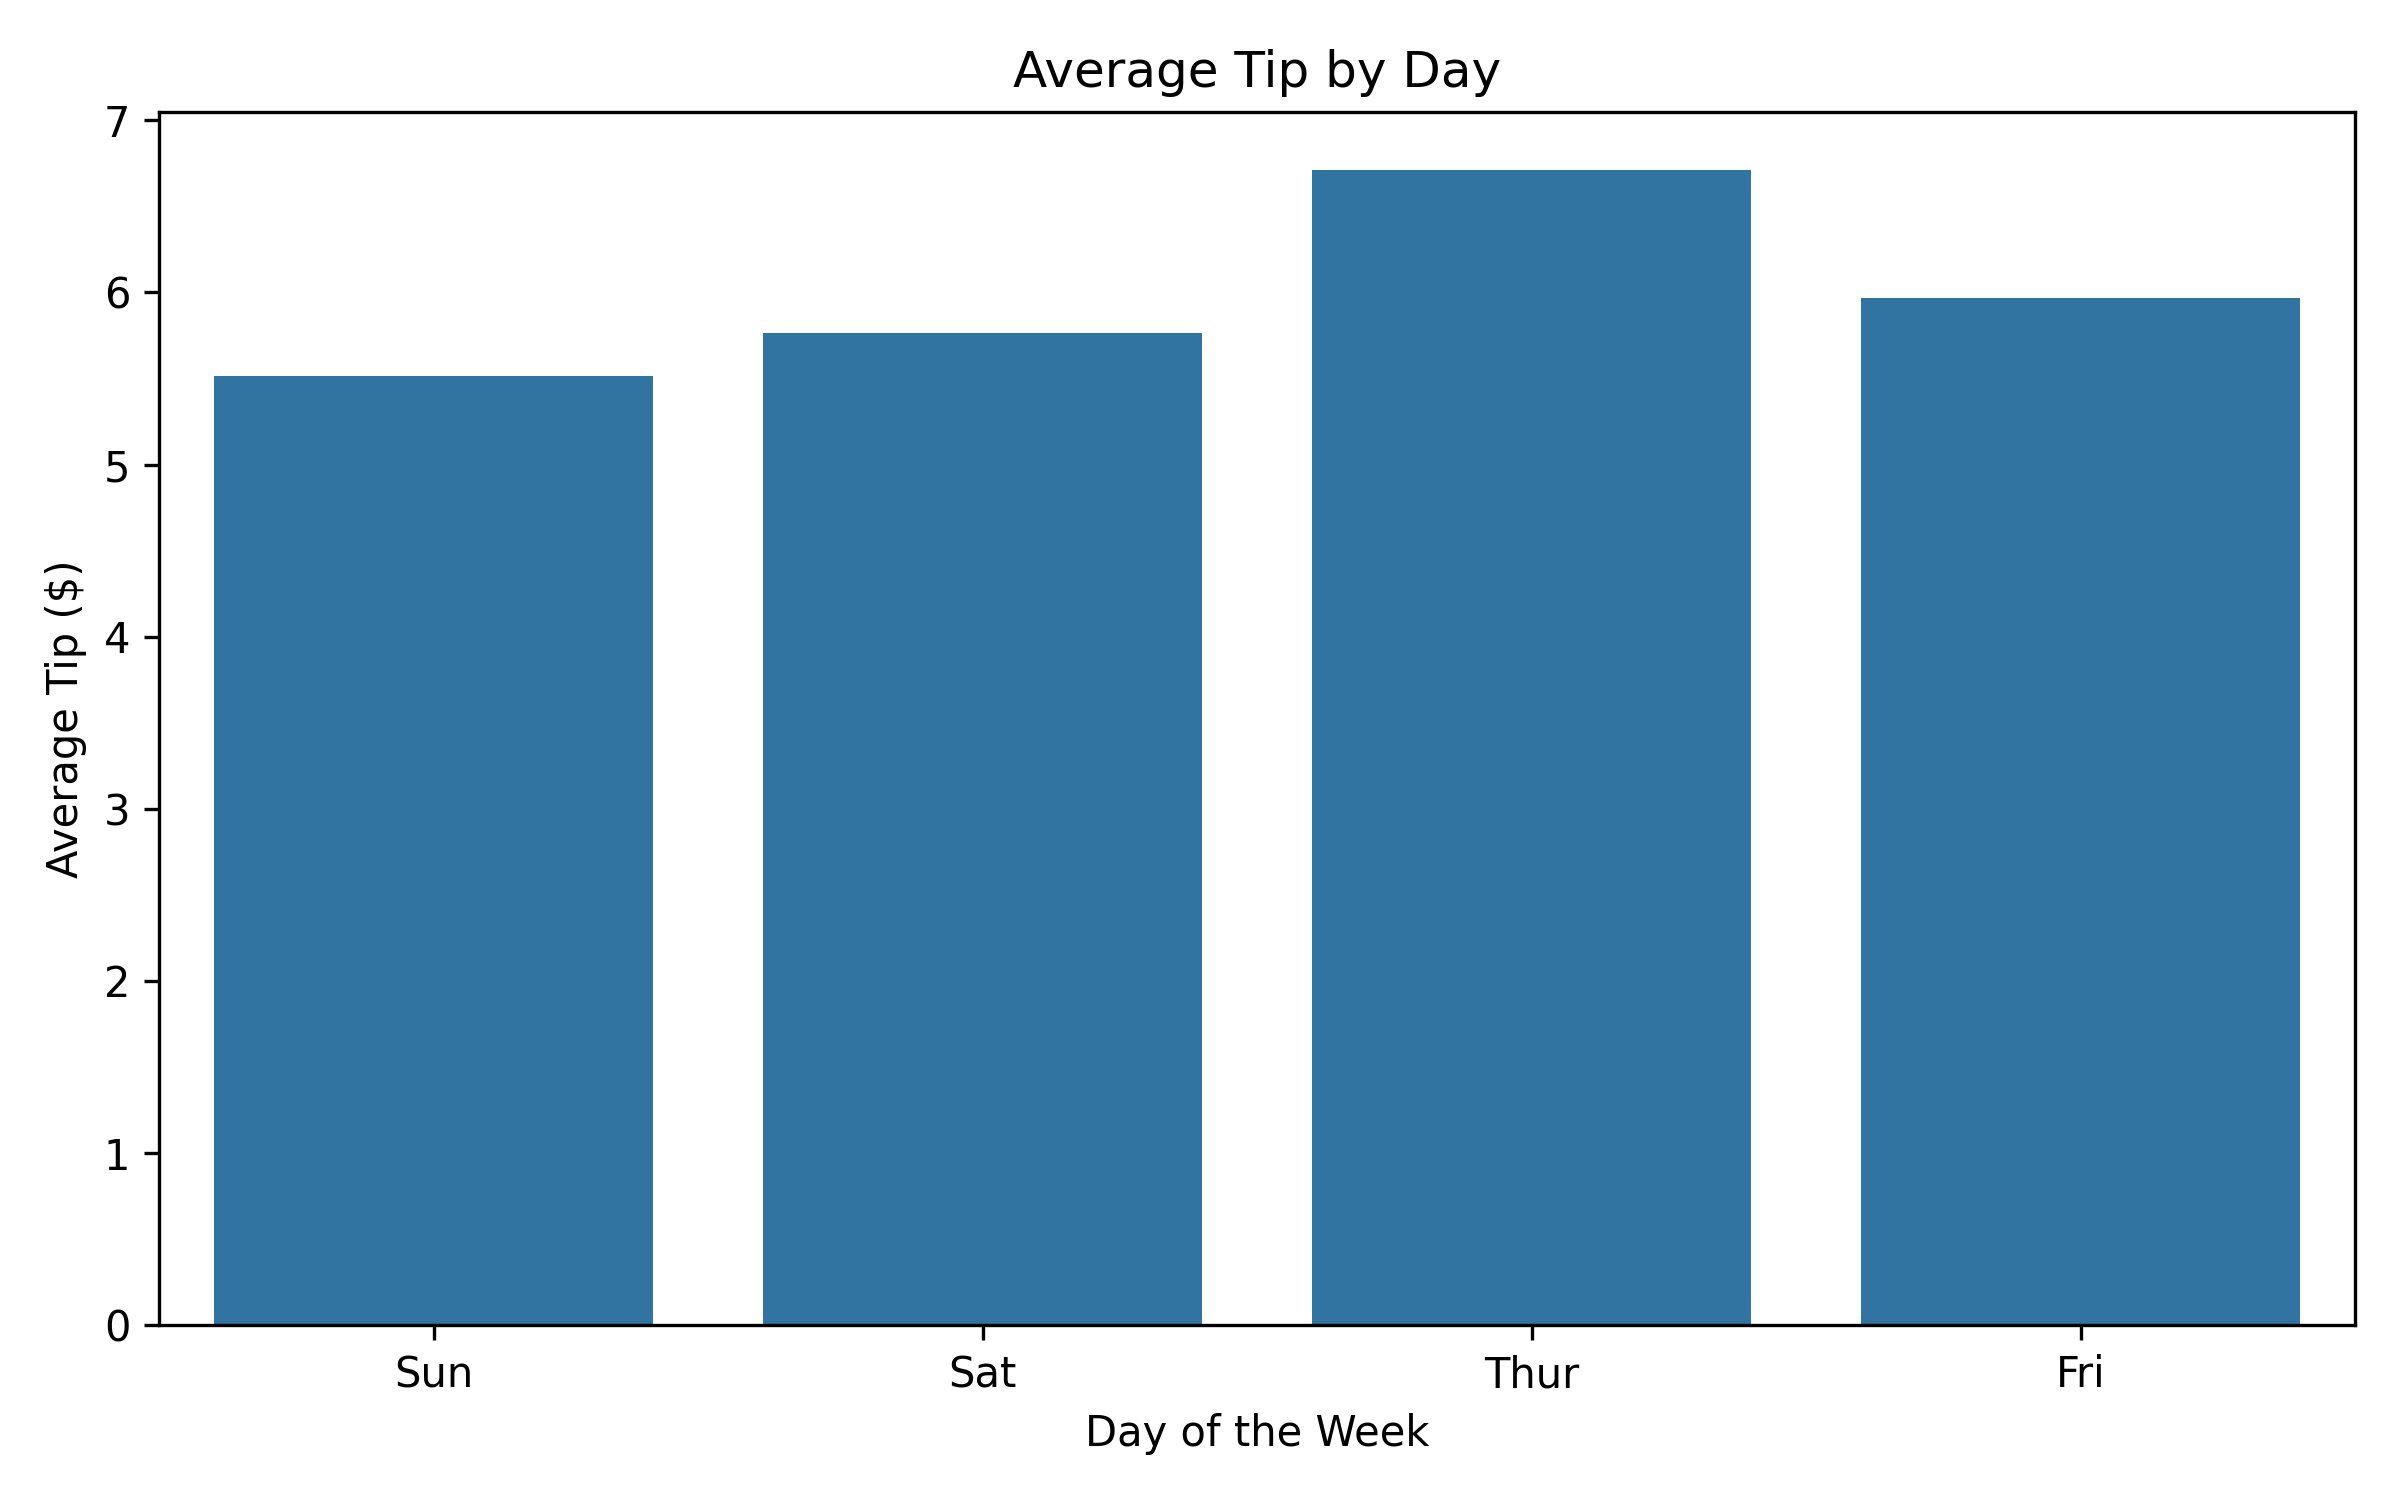 Average Tip by Day
Average Tip ($)
7
6
5
4
3
2
1
0
Sun Sat Thur Fri
Day of the Week